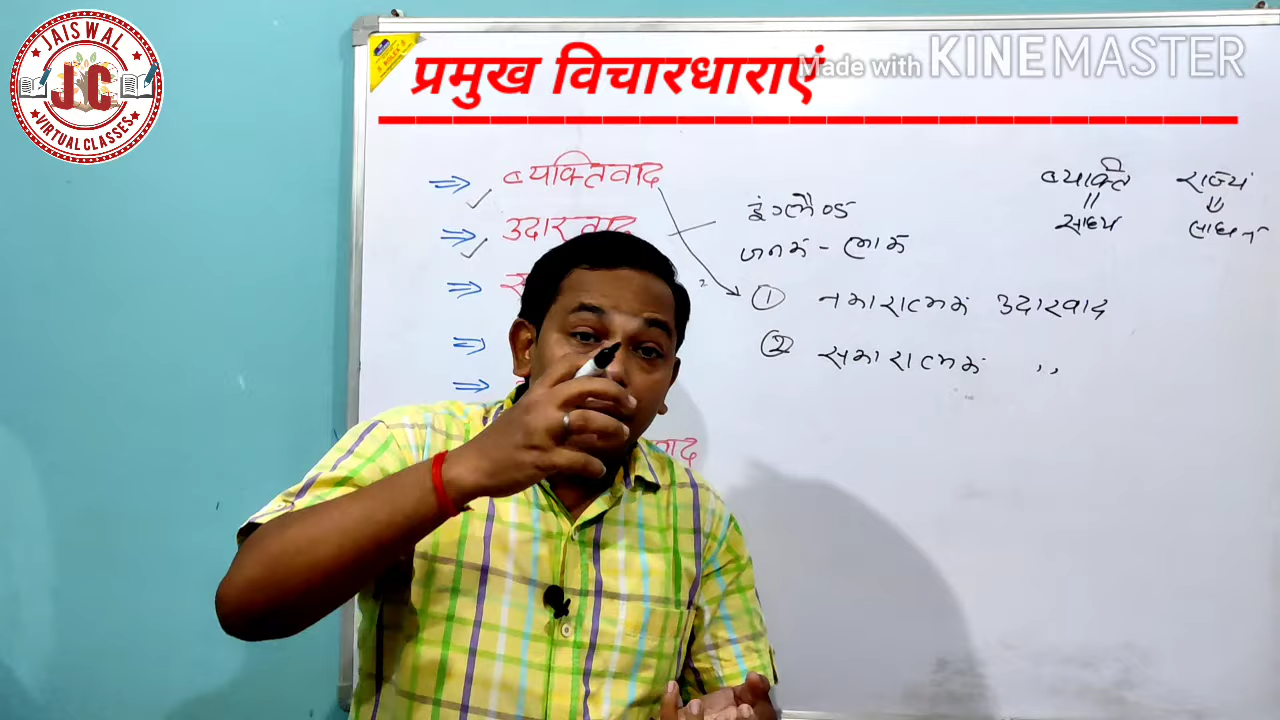 JAISWAL
JC
VIRTUAL CLASSES
प्रमुख विचारधाराएं
Made with KINEMASTER
व्यक्तिवाद
उदारवाद
इंग्लैण्ड
जनक - लॉक
① नकारात्मक उदारवाद
② सकारात्मक ,,
व्यक्ति राज्य
साध्य साधन